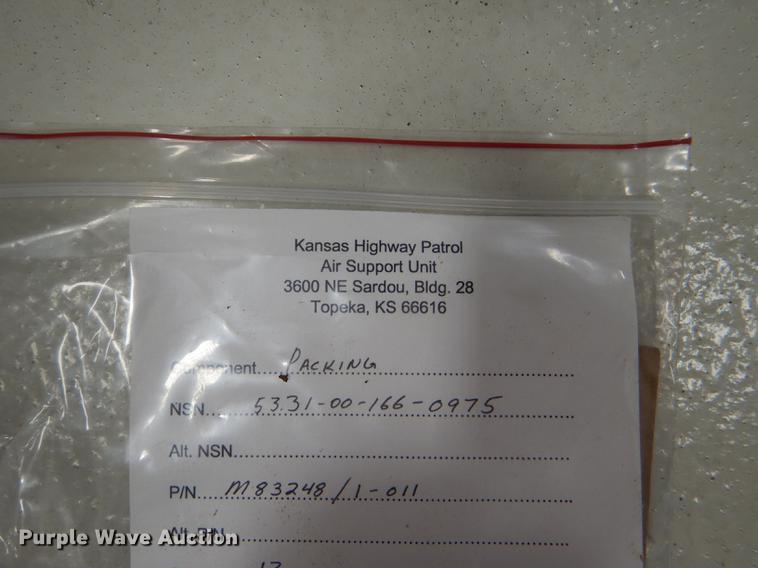 Kansas Highway Patrol
Air Support Unit
3600 NE Sardou, Bldg. 28
Topeka, KS 66616
Component.... PACKING
NSN.... 5331-00-166-0975
Alt. NSN....
P/N.... M83248/1-011
Alt. P/N....
Purple Wave Auction